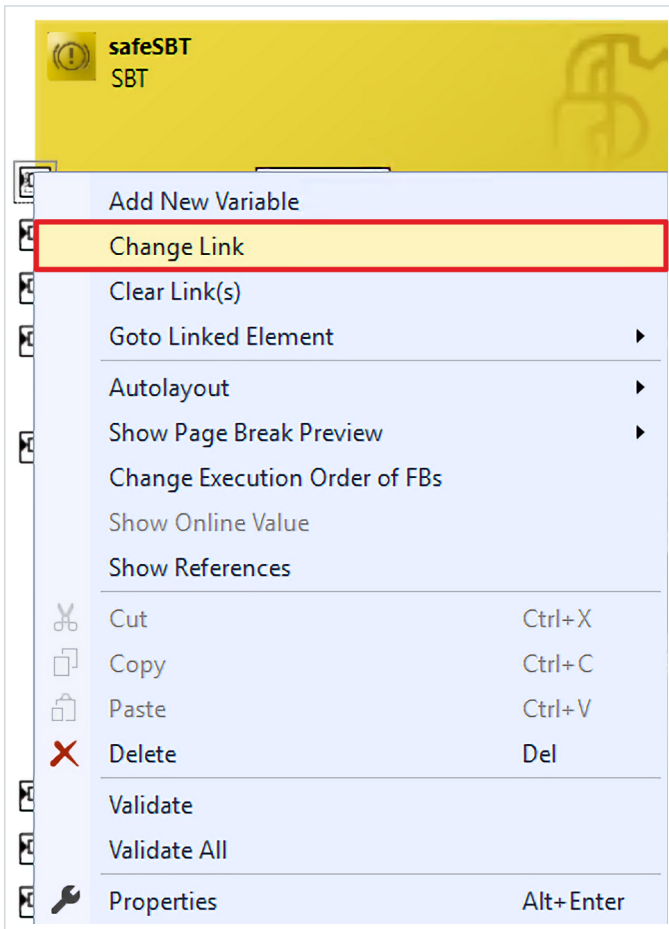 safeSBT
SBT
Add New Variable
Change Link
Clear Link(s)
Goto Linked Element
Autolayout
Show Page Break Preview
Change Execution Order of FBs
Show Online Value
Show References
Cut Ctrl+X
Copy Ctrl+C
Paste Ctrl+V
Delete Del
Validate
Validate All
Properties Alt+Enter